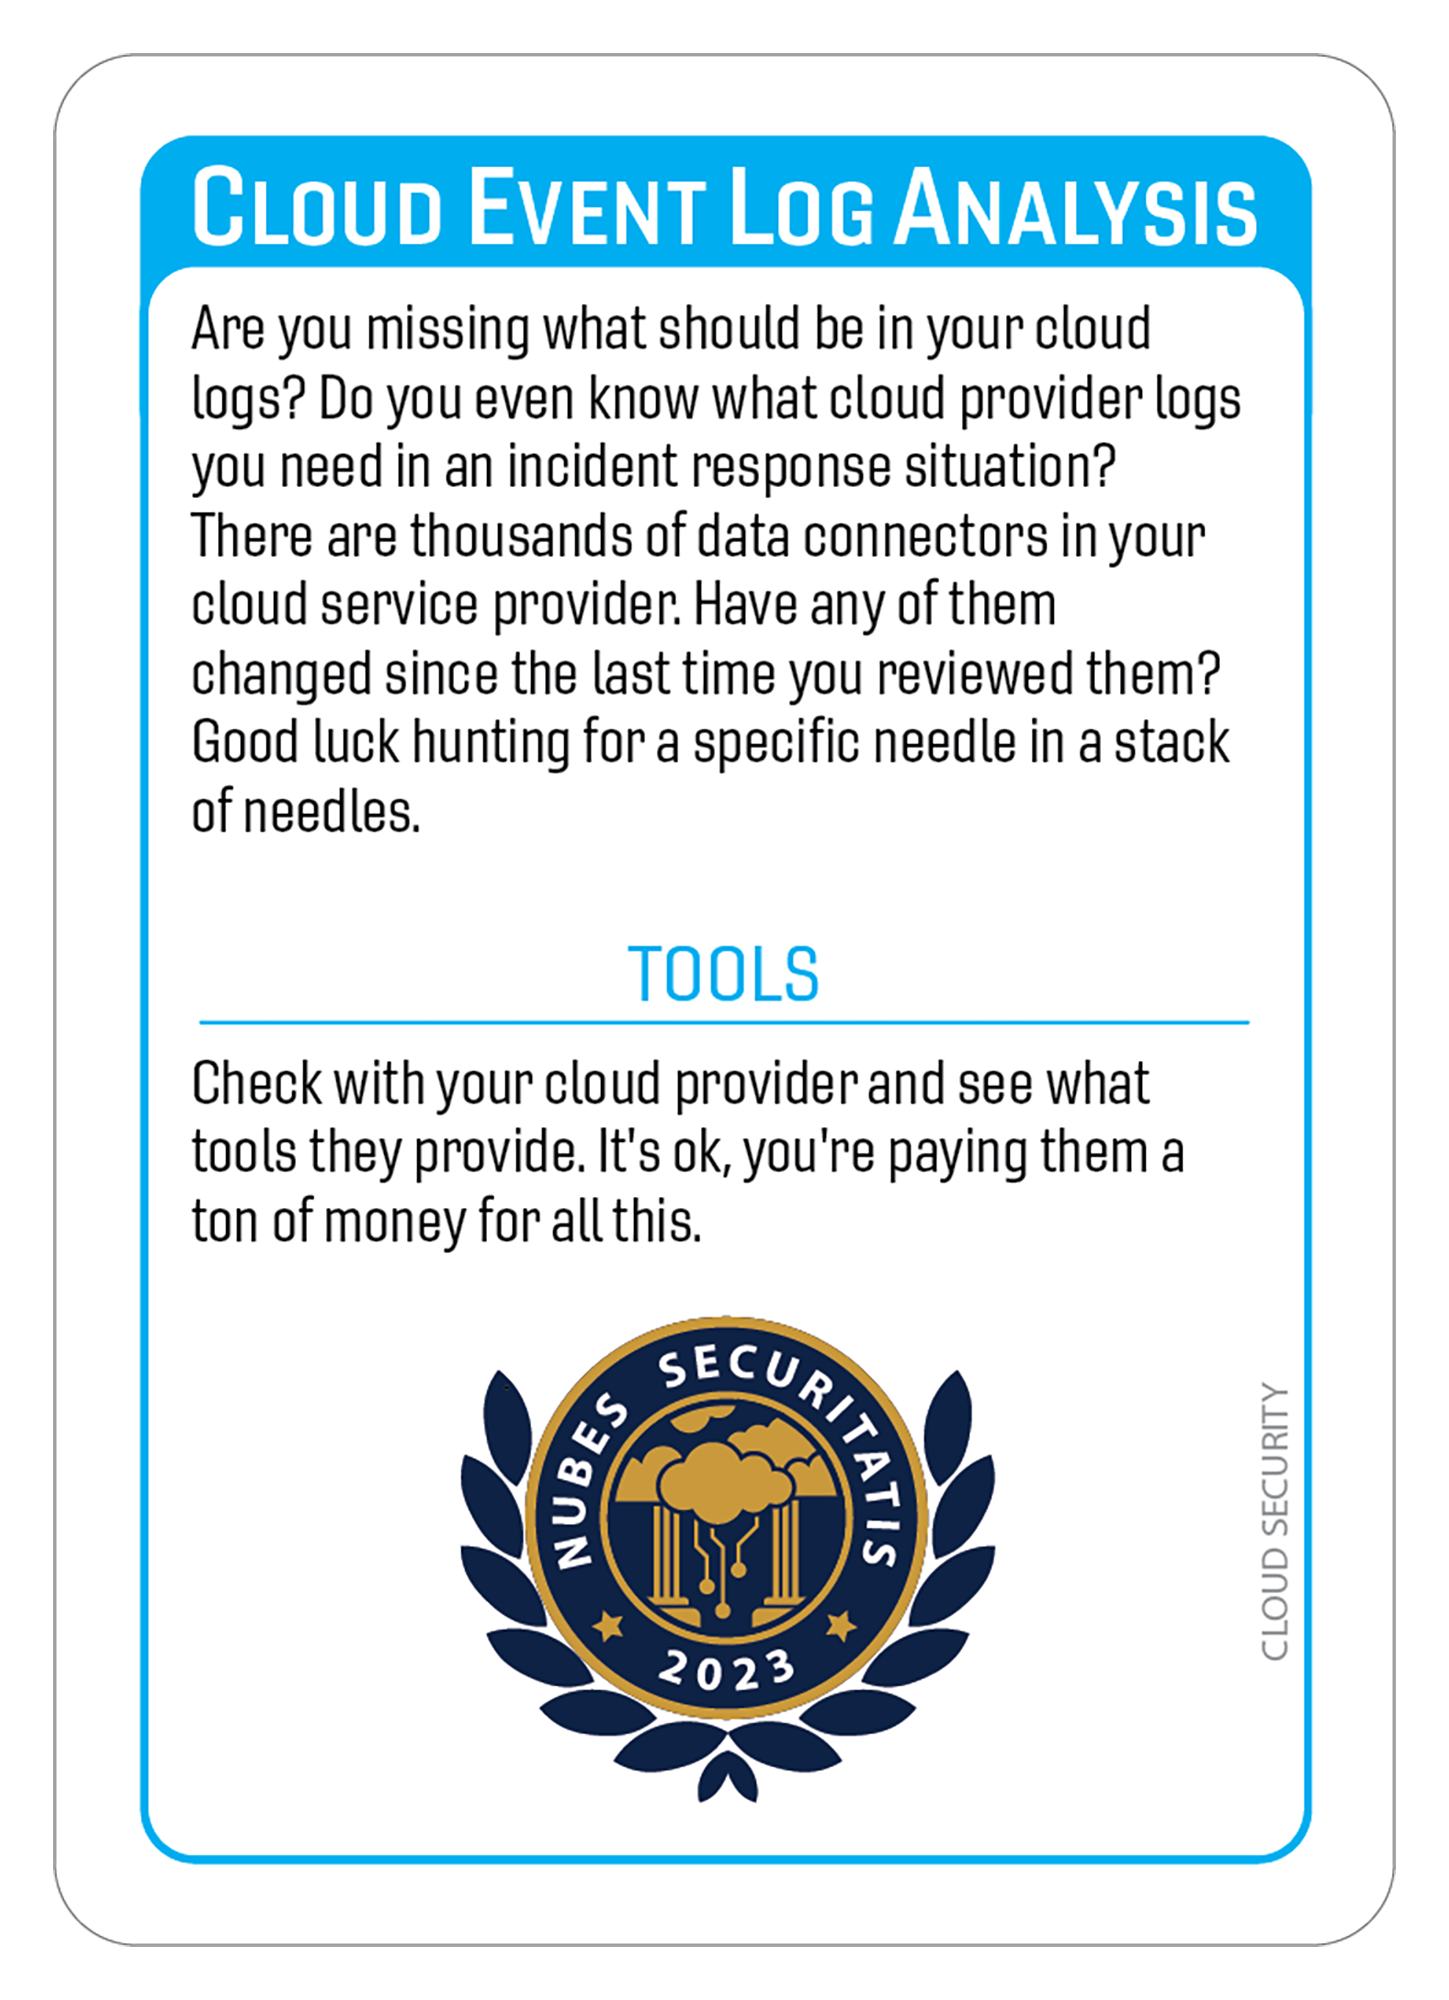 CLOUD EVENT LOG ANALYSIS
Are you missing what should be in your cloud
logs? Do you even know what cloud provider logs
you need in an incident response situation?
There are thousands of data connectors in your
cloud service provider. Have any of them
changed since the last time you reviewed them?
Good luck hunting for a specific needle in a stack
of needles.
TOOLS
Check with your cloud provider and see what
tools they provide. It's ok, you're paying them a
ton of money for all this.
NUBES SECURITATIS
2023
CLOUD SECURITY